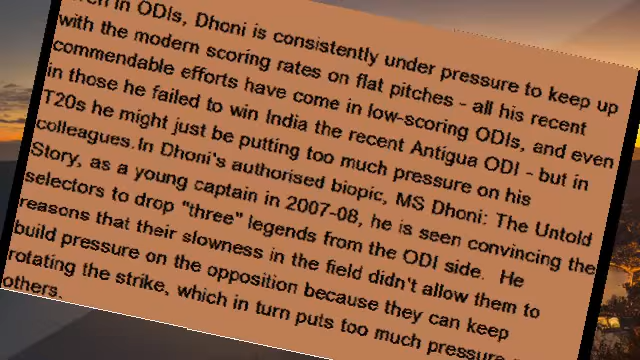 in ODIs, Dhoni is consistently under pressure to keep up
with the modern scoring rates on flat pitches - all his recent
commendable efforts have come in low-scoring ODIs, and even
in those he failed to win India the recent Antigua ODI - but in
T20s he might just be putting too much pressure on his
colleagues.In Dhoni's authorised biopic, MS Dhoni: The Untold
Story, as a young captain in 2007-08, he is seen convincing the
selectors to drop "three" legends from the ODI side. He
reasons that their slowness in the field didn't allow them to
build pressure on the opposition because they can keep
rotating the strike, which in turn puts too much pressure
others.